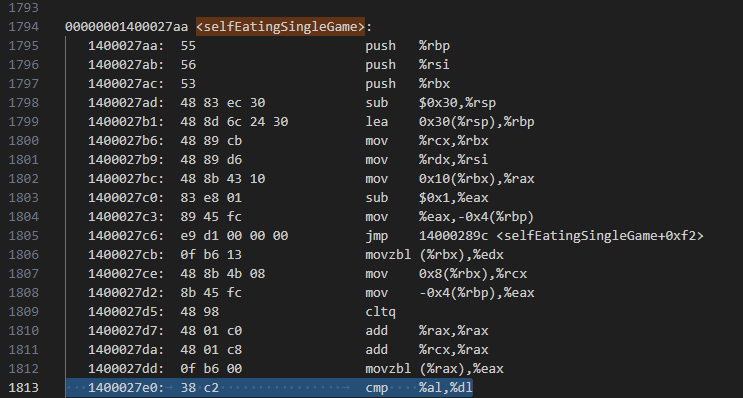 1793
1794 00000001400027aa <selfEatingSingleGame>:
1795 1400027aa: 55 push %rbp
1796 1400027ab: 56 push %rsi
1797 1400027ac: 53 push %rbx
1798 1400027ad: 48 83 ec 30 sub $0x30,%rsp
1799 1400027b1: 48 8d 6c 24 30 lea 0x30(%rsp),%rbp
1800 1400027b6: 48 89 cb mov %rcx,%rbx
1801 1400027b9: 48 89 d6 mov %rdx,%rsi
1802 1400027bc: 48 8b 43 10 mov 0x10(%rbx),%rax
1803 1400027c0: 83 e8 01 sub $0x1,%eax
1804 1400027c3: 89 45 fc mov %eax,-0x4(%rbp)
1805 1400027c6: e9 d1 00 00 00 jmp 14000289c <selfEatingSingleGame+0xf2>
1806 1400027cb: 0f b6 13 movzbl (%rbx),%edx
1807 1400027ce: 48 8b 4b 08 mov 0x8(%rbx),%rcx
1808 1400027d2: 8b 45 fc mov -0x4(%rbp),%eax
1809 1400027d5: 48 98 cltq
1810 1400027d7: 48 01 c0 add %rax,%rax
1811 1400027da: 48 01 c8 add %rcx,%rax
1812 1400027dd: 0f b6 00 movzbl (%rax),%eax
1813 1400027e0: 38 c2 cmp %al,%dl